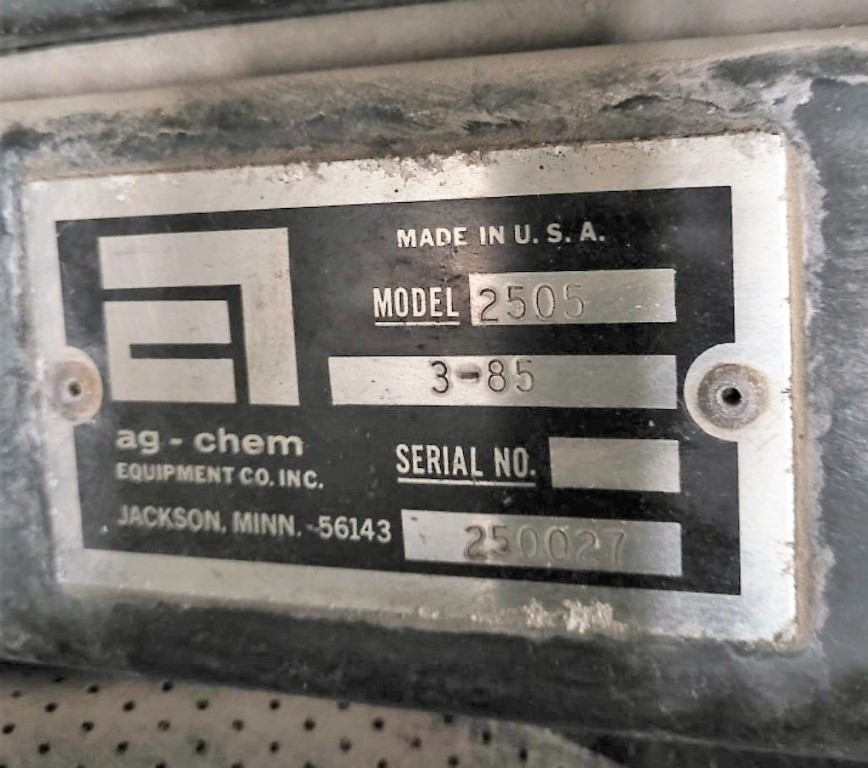 MADE IN U. S. A.
MODEL 2505
3-85
ag - chem
EQUIPMENT CO. INC.
SERIAL NO.
JACKSON, MINN. -56143
250027